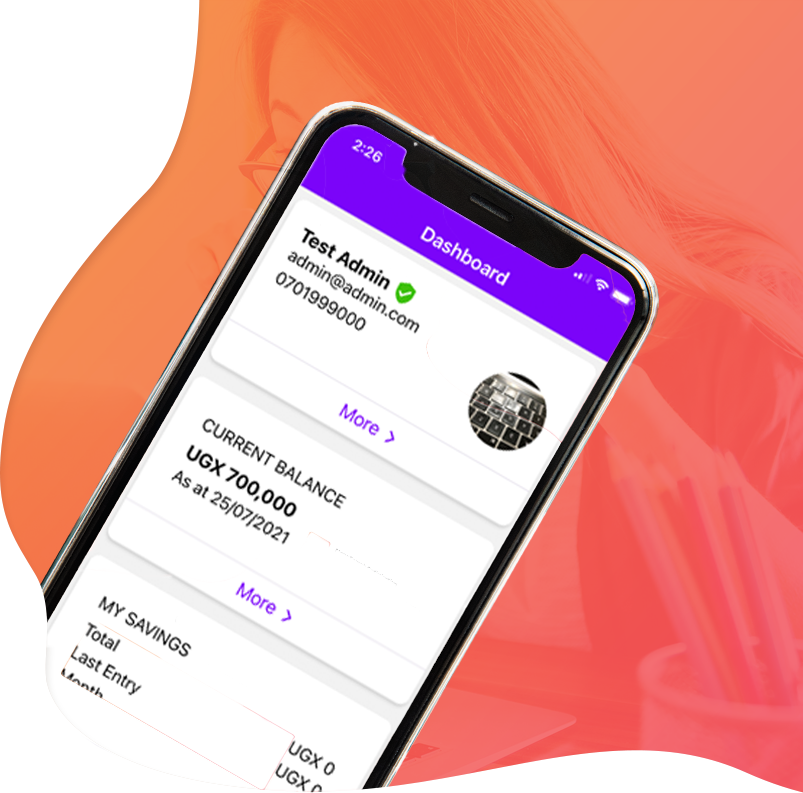 2:26
Dashboard
Test Admin
admin@admin.com
0701999000
More
CURRENT BALANCE
UGX 700,000
As at 25/07/2021
More
MY SAVINGS
Total
Last Entry
Month
UGX 0
UGX 0